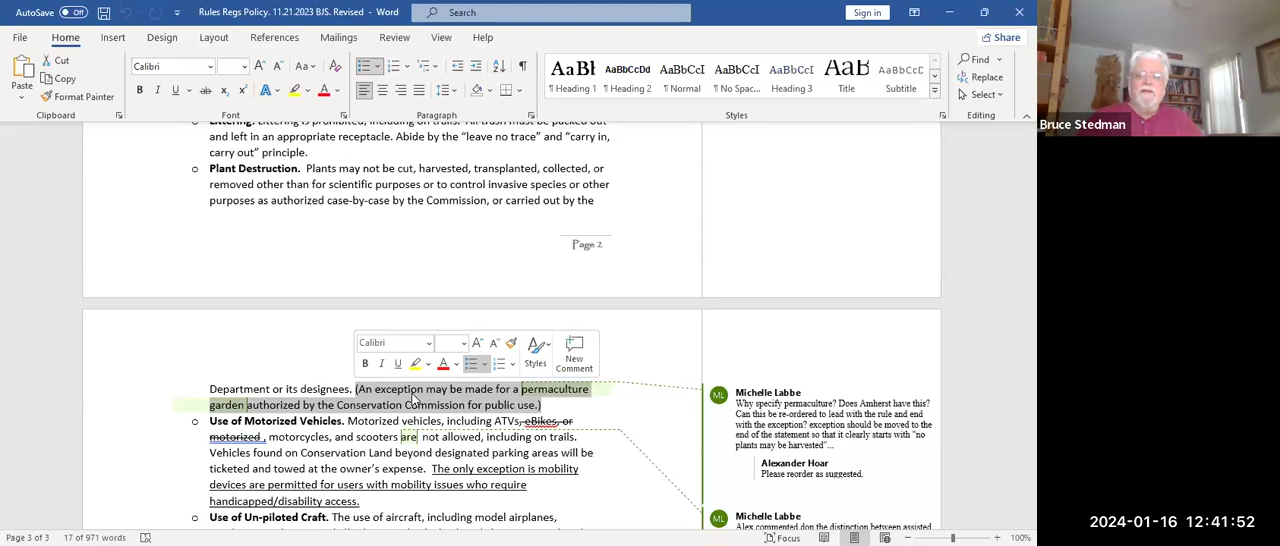 AutoSave Off
Rules Regs Policy. 11.21.2023 BJS. Revised - Word
Search
Sign in
File Home Insert Design Layout References Mailings Review View Help
Share
Paste
Cut
Copy
Format Painter
Clipboard
Calibri
Font
Paragraph
AaBl AaBbCcDd AaBbCcI AaBbCcI AaBbCcI AaB AaBbCcD
¶ Heading 1 ¶ Heading 2 ¶ Normal ¶ No Spac... Heading 3 Title Subtitle
Styles
Find
Replace
Select
Editing
Bruce Stedman
and left in an appropriate receptacle. Abide by the “leave no trace” and “carry in,
carry out” principle.
Plant Destruction. Plants may not be cut, harvested, transplanted, collected, or
removed other than for scientific purposes or to control invasive species or other
purposes as authorized case-by-case by the Commission, or carried out by the
Page 2
Calibri
Styles
New
Comment
Department or its designees. (An exception may be made for a permaculture
garden authorized by the Conservation Commission for public use.)
Use of Motorized Vehicles. Motorized vehicles, including ATVs, eBikes, or
motorized , motorcycles, and scooters are not allowed, including on trails.
Vehicles found on Conservation Land beyond designated parking areas will be
ticketed and towed at the owner’s expense. The only exception is mobility
devices are permitted for users with mobility issues who require
handicapped/disability access.
Use of Un-piloted Craft. The use of aircraft, including model airplanes,
ML
Michelle Labbe
Why specify permaculture? Does Amherst have this?
Can this be re-ordered to lead with the rule and end
with the exception? exception should be moved to the
end of the statement so that it clearly starts with “no
plants may be harvested”...
Alexander Hoar
Please reorder as suggested.
ML
Michelle Labbe
Alex commented don the distinction between assisted
Page 3 of 3 17 of 971 words
Focus
100%
2024-01-16 12:41:52